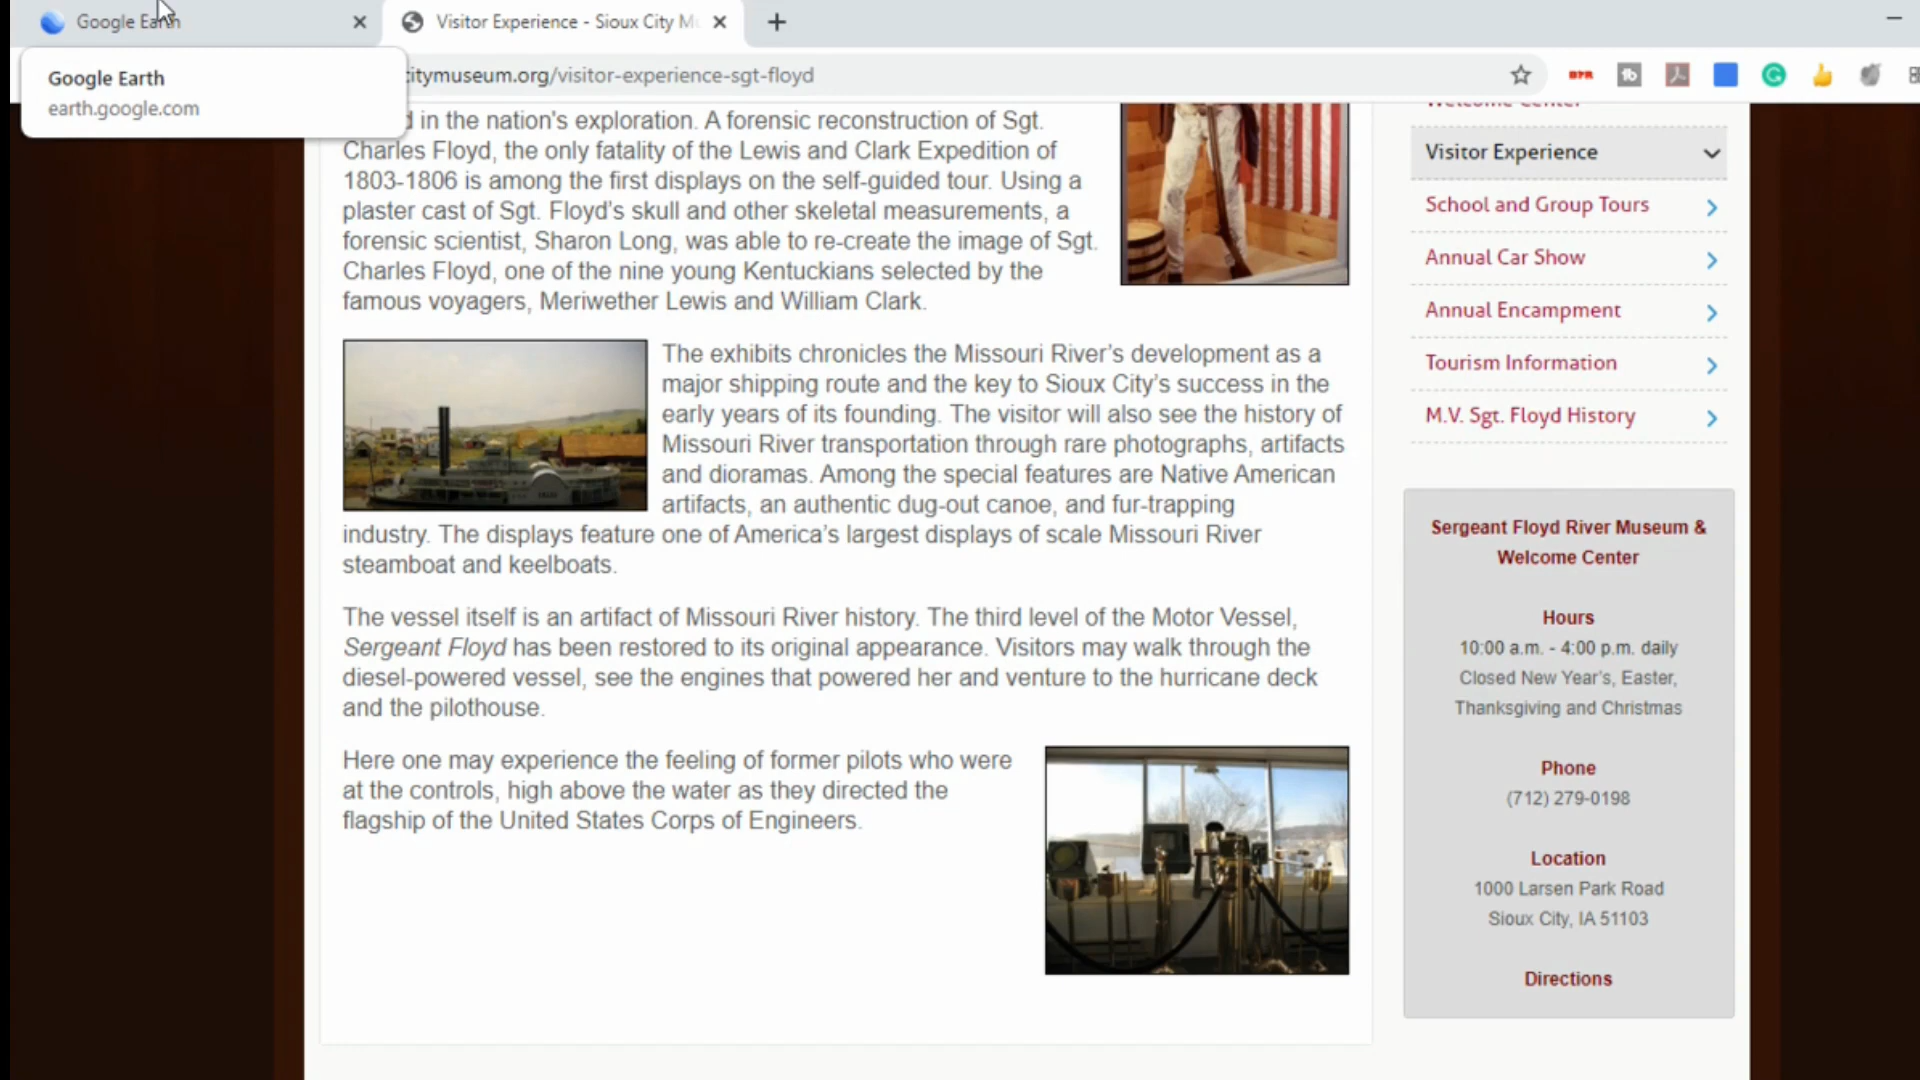 Google Earth
Visitor Experience - Sioux City M
Google Earth
earth.google.com
citymuseum.org/visitor-experience-sgt-floyd
in the nation's exploration. A forensic reconstruction of Sgt.
Charles Floyd, the only fatality of the Lewis and Clark Expedition of
1803-1806 is among the first displays on the self-guided tour. Using a
plaster cast of Sgt. Floyd's skull and other skeletal measurements, a
forensic scientist, Sharon Long, was able to re-create the image of Sgt.
Charles Floyd, one of the nine young Kentuckians selected by the
famous voyagers, Meriwether Lewis and William Clark.
The exhibits chronicles the Missouri River's development as a
major shipping route and the key to Sioux City's success in the
early years of its founding. The visitor will also see the history of
Missouri River transportation through rare photographs, artifacts
and dioramas. Among the special features are Native American
artifacts, an authentic dug-out canoe, and fur-trapping
industry. The displays feature one of America's largest displays of scale Missouri River
steamboat and keelboats.
The vessel itself is an artifact of Missouri River history. The third level of the Motor Vessel,
Sergeant Floyd has been restored to its original appearance. Visitors may walk through the
diesel-powered vessel, see the engines that powered her and venture to the hurricane deck
and the pilothouse.
Here one may experience the feeling of former pilots who were
at the controls, high above the water as they directed the
flagship of the United States Corps of Engineers.
Welcome Center
Visitor Experience
School and Group Tours
Annual Car Show
Annual Encampment
Tourism Information
M.V. Sgt. Floyd History
Sergeant Floyd River Museum &
Welcome Center
Hours
10:00 a.m. - 4:00 p.m. daily
Closed New Year's, Easter,
Thanksgiving and Christmas
Phone
(712) 279-0198
Location
1000 Larsen Park Road
Sioux City, IA 51103
Directions